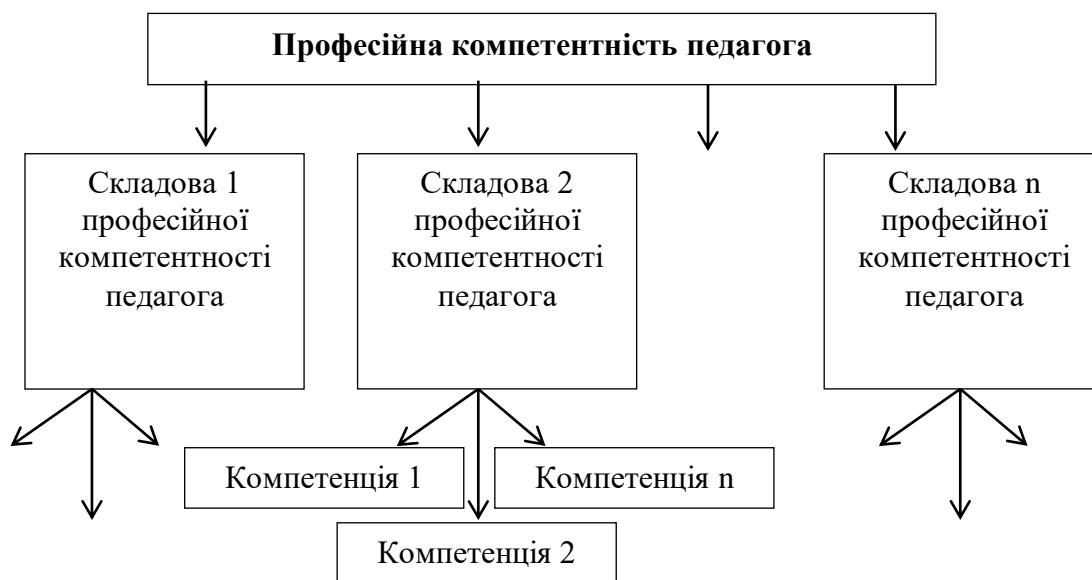 Професійна компетентність педагога
Складова 1
професійної
компетентності
педагога
Складова 2
професійної
компетентності
педагога
Складова n
професійної
компетентності
педагога
Компетенція 1
Компетенція n
Компетенція 2